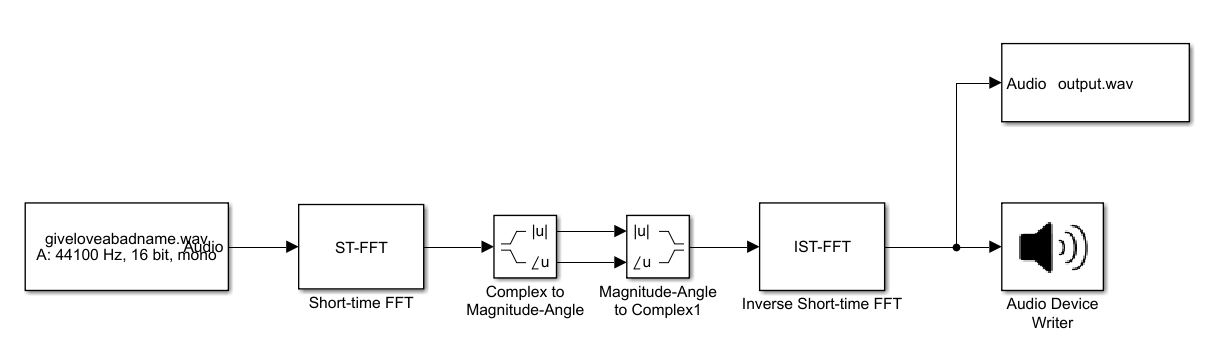 Audio output.wav
giveloveabadname.wav
Audio
A: 44100 Hz, 16 bit, mono
ST-FFT
Short-time FFT
|u|
∠u
Complex to
Magnitude-Angle
|u|
∠u
Magnitude-Angle
to Complex1
IST-FFT
Inverse Short-time FFT
Audio Device
Writer